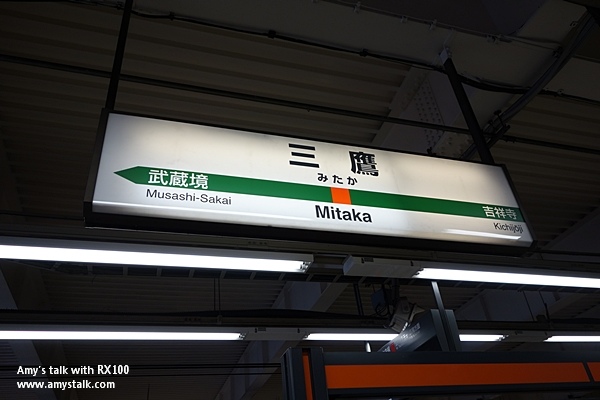 三鷹
みたか
武蔵境
Musashi-Sakai
Mitaka
吉祥寺
Kichijōji
Amy's talk with RX100
www.amystalk.com